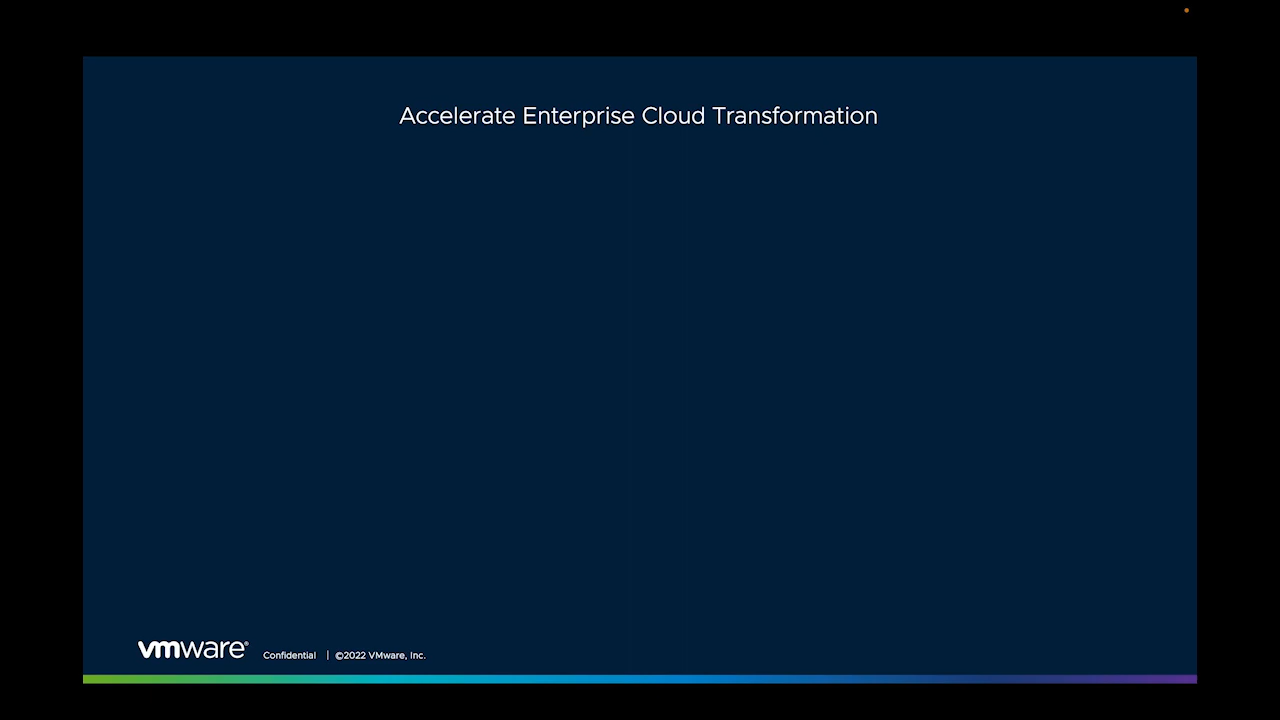 Accelerate Enterprise Cloud Transformation
vmware® Confidential | ©2022 VMware, Inc.